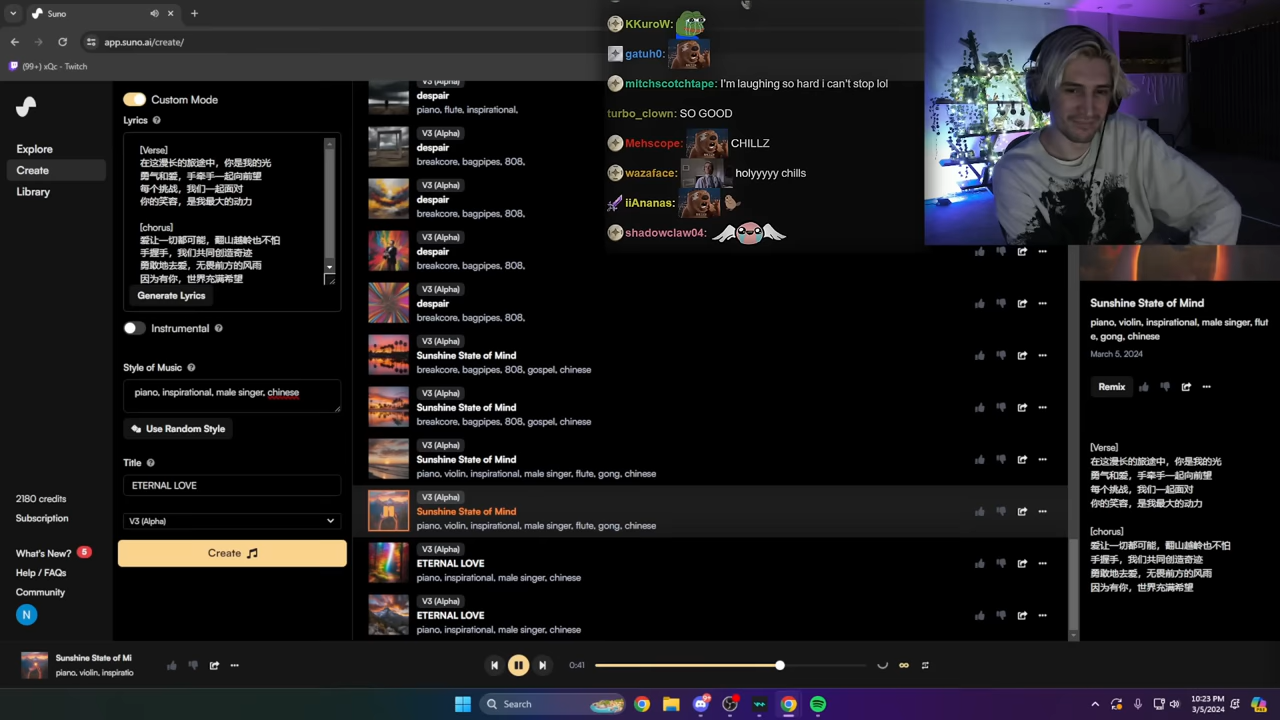 Suno
app.suno.ai/create/
(99+) xQc - Twitch
KKuroW:
gatuh0:
mitchscotchtape: I'm laughing so hard i can't stop lol
turbo_clown: SO GOOD
Mehscope: CHILLZ
wazaface: holyyyyy chills
iiAnanas:
shadowclaw04:
Explore
Create
Library
2180 credits
Subscription
What's New? 5
Help / FAQs
Community
N
Custom Mode
Lyrics
[Verse]
在这漫长的旅途中，你是我的光
勇气和爱，手牵手一起向前望
每个挑战，我们一起面对
你的笑容，是我最大的动力
[chorus]
爱让一切都可能，翻山越岭也不怕
手握手，我们共同创造奇迹
勇敢地去爱，无畏前方的风雨
因为有你，世界充满希望
Generate Lyrics
Instrumental
Style of Music
piano, inspirational, male singer, chinese
Use Random Style
Title
ETERNAL LOVE
V3 (Alpha)
Create
V3 (Alpha)
despair
piano, flute, inspirational,
V3 (Alpha)
despair
breakcore, bagpipes, 808,
V3 (Alpha)
despair
breakcore, bagpipes, 808,
V3 (Alpha)
despair
breakcore, bagpipes, 808,
V3 (Alpha)
despair
breakcore, bagpipes, 808,
V3 (Alpha)
Sunshine State of Mind
breakcore, bagpipes, 808, gospel, chinese
V3 (Alpha)
Sunshine State of Mind
breakcore, bagpipes, 808, gospel, chinese
V3 (Alpha)
Sunshine State of Mind
piano, violin, inspirational, male singer, flute, gong, chinese
V3 (Alpha)
Sunshine State of Mind
piano, violin, inspirational, male singer, flute, gong, chinese
V3 (Alpha)
ETERNAL LOVE
piano, inspirational, male singer, chinese
V3 (Alpha)
ETERNAL LOVE
piano, inspirational, male singer, chinese
Sunshine State of Mind
piano, violin, inspirational, male singer, flut
e, gong, chinese
March 5, 2024
Remix
[Verse]
在这漫长的旅途中，你是我的光
勇气和爱，手牵手一起向前望
每个挑战，我们一起面对
你的笑容，是我最大的动力
[chorus]
爱让一切都可能，翻山越岭也不怕
手握手，我们共同创造奇迹
勇敢地去爱，无畏前方的风雨
因为有你，世界充满希望
Sunshine State of Mi
piano, violin, inspiratio
0:41
Search
10:23 PM
3/5/2024